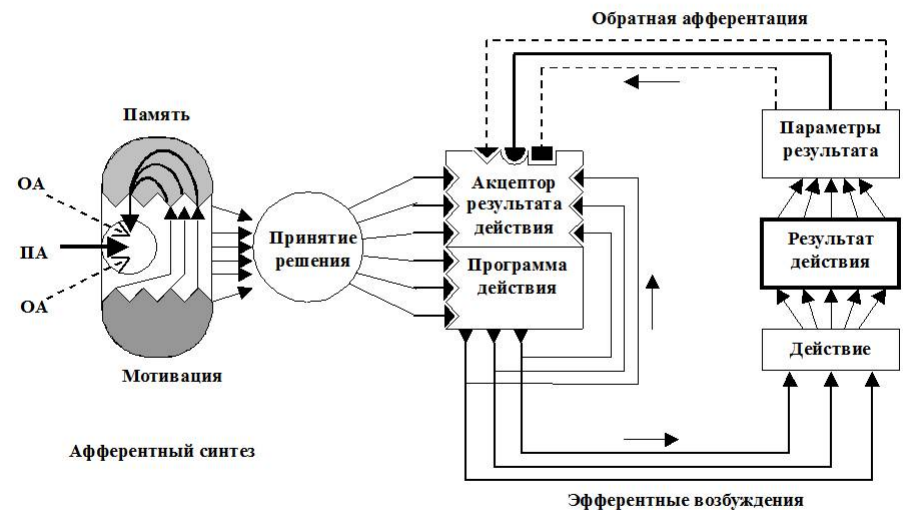 Обратная афферентация
Память
ОА
ПА
ОА
Мотивация
Афферентный синтез
Принятие
решения
Акцептор
результата
действия
Программа
действия
Параметры
результата
Результат
действия
Действие
Эфферентные возбуждения